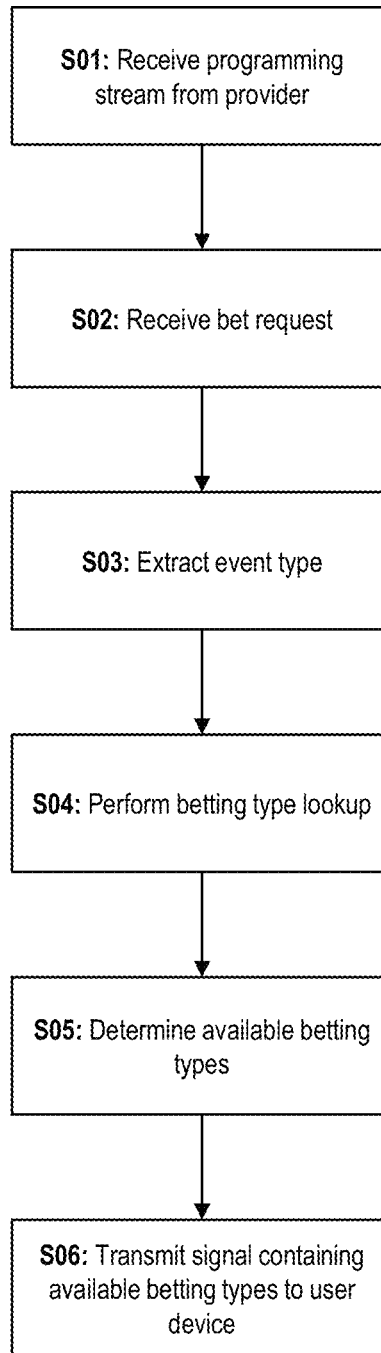 S01: Receive programming
stream from provider
S02: Receive bet request
S03: Extract event type
S04: Perform betting type lookup
S05: Determine available betting
types
S06: Transmit signal containing
available betting types to user
device